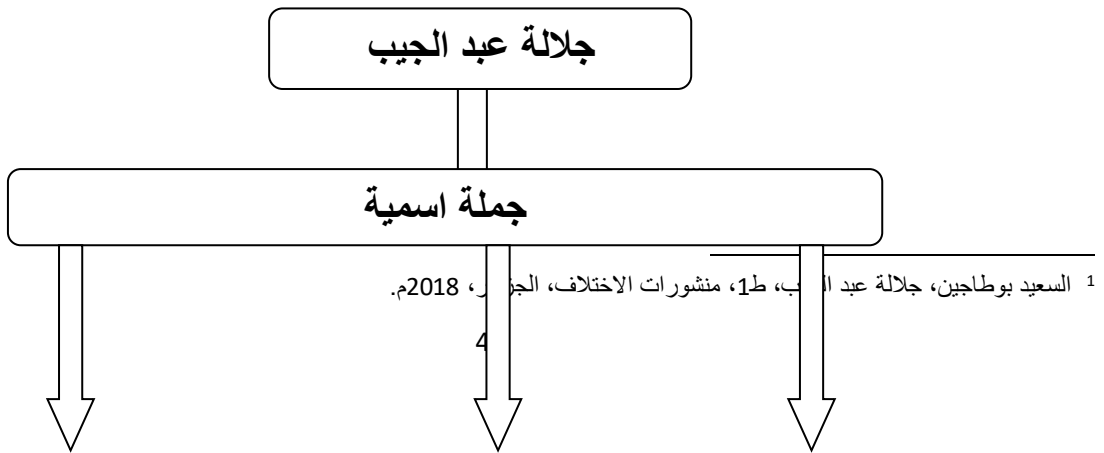 جلالة عبد الجيب
جملة اسمية
1 السعيد بوطاجين، جلالة عبد ب، ط1، منشورات الاختلاف، ، 2018م.
4